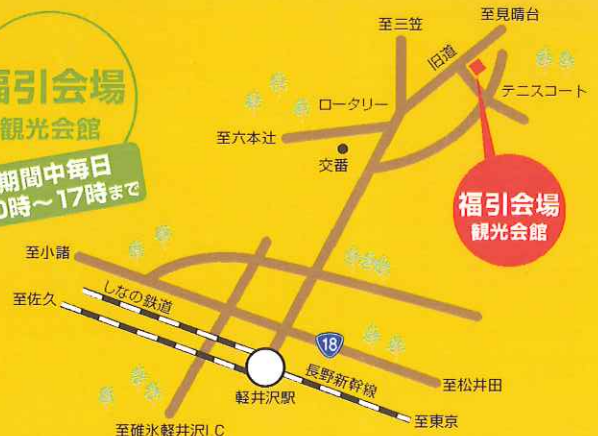 福引会場
観光会館
期間中毎日
0時～17時まで
至三笠
至見晴台
旧道
ロータリー
テニスコート
至六本辻
交番
福引会場
観光会館
至小諸
しなの鉄道
至佐久
18
長野新幹線
軽井沢駅
至松井田
至東京
至碓氷軽井沢I.C